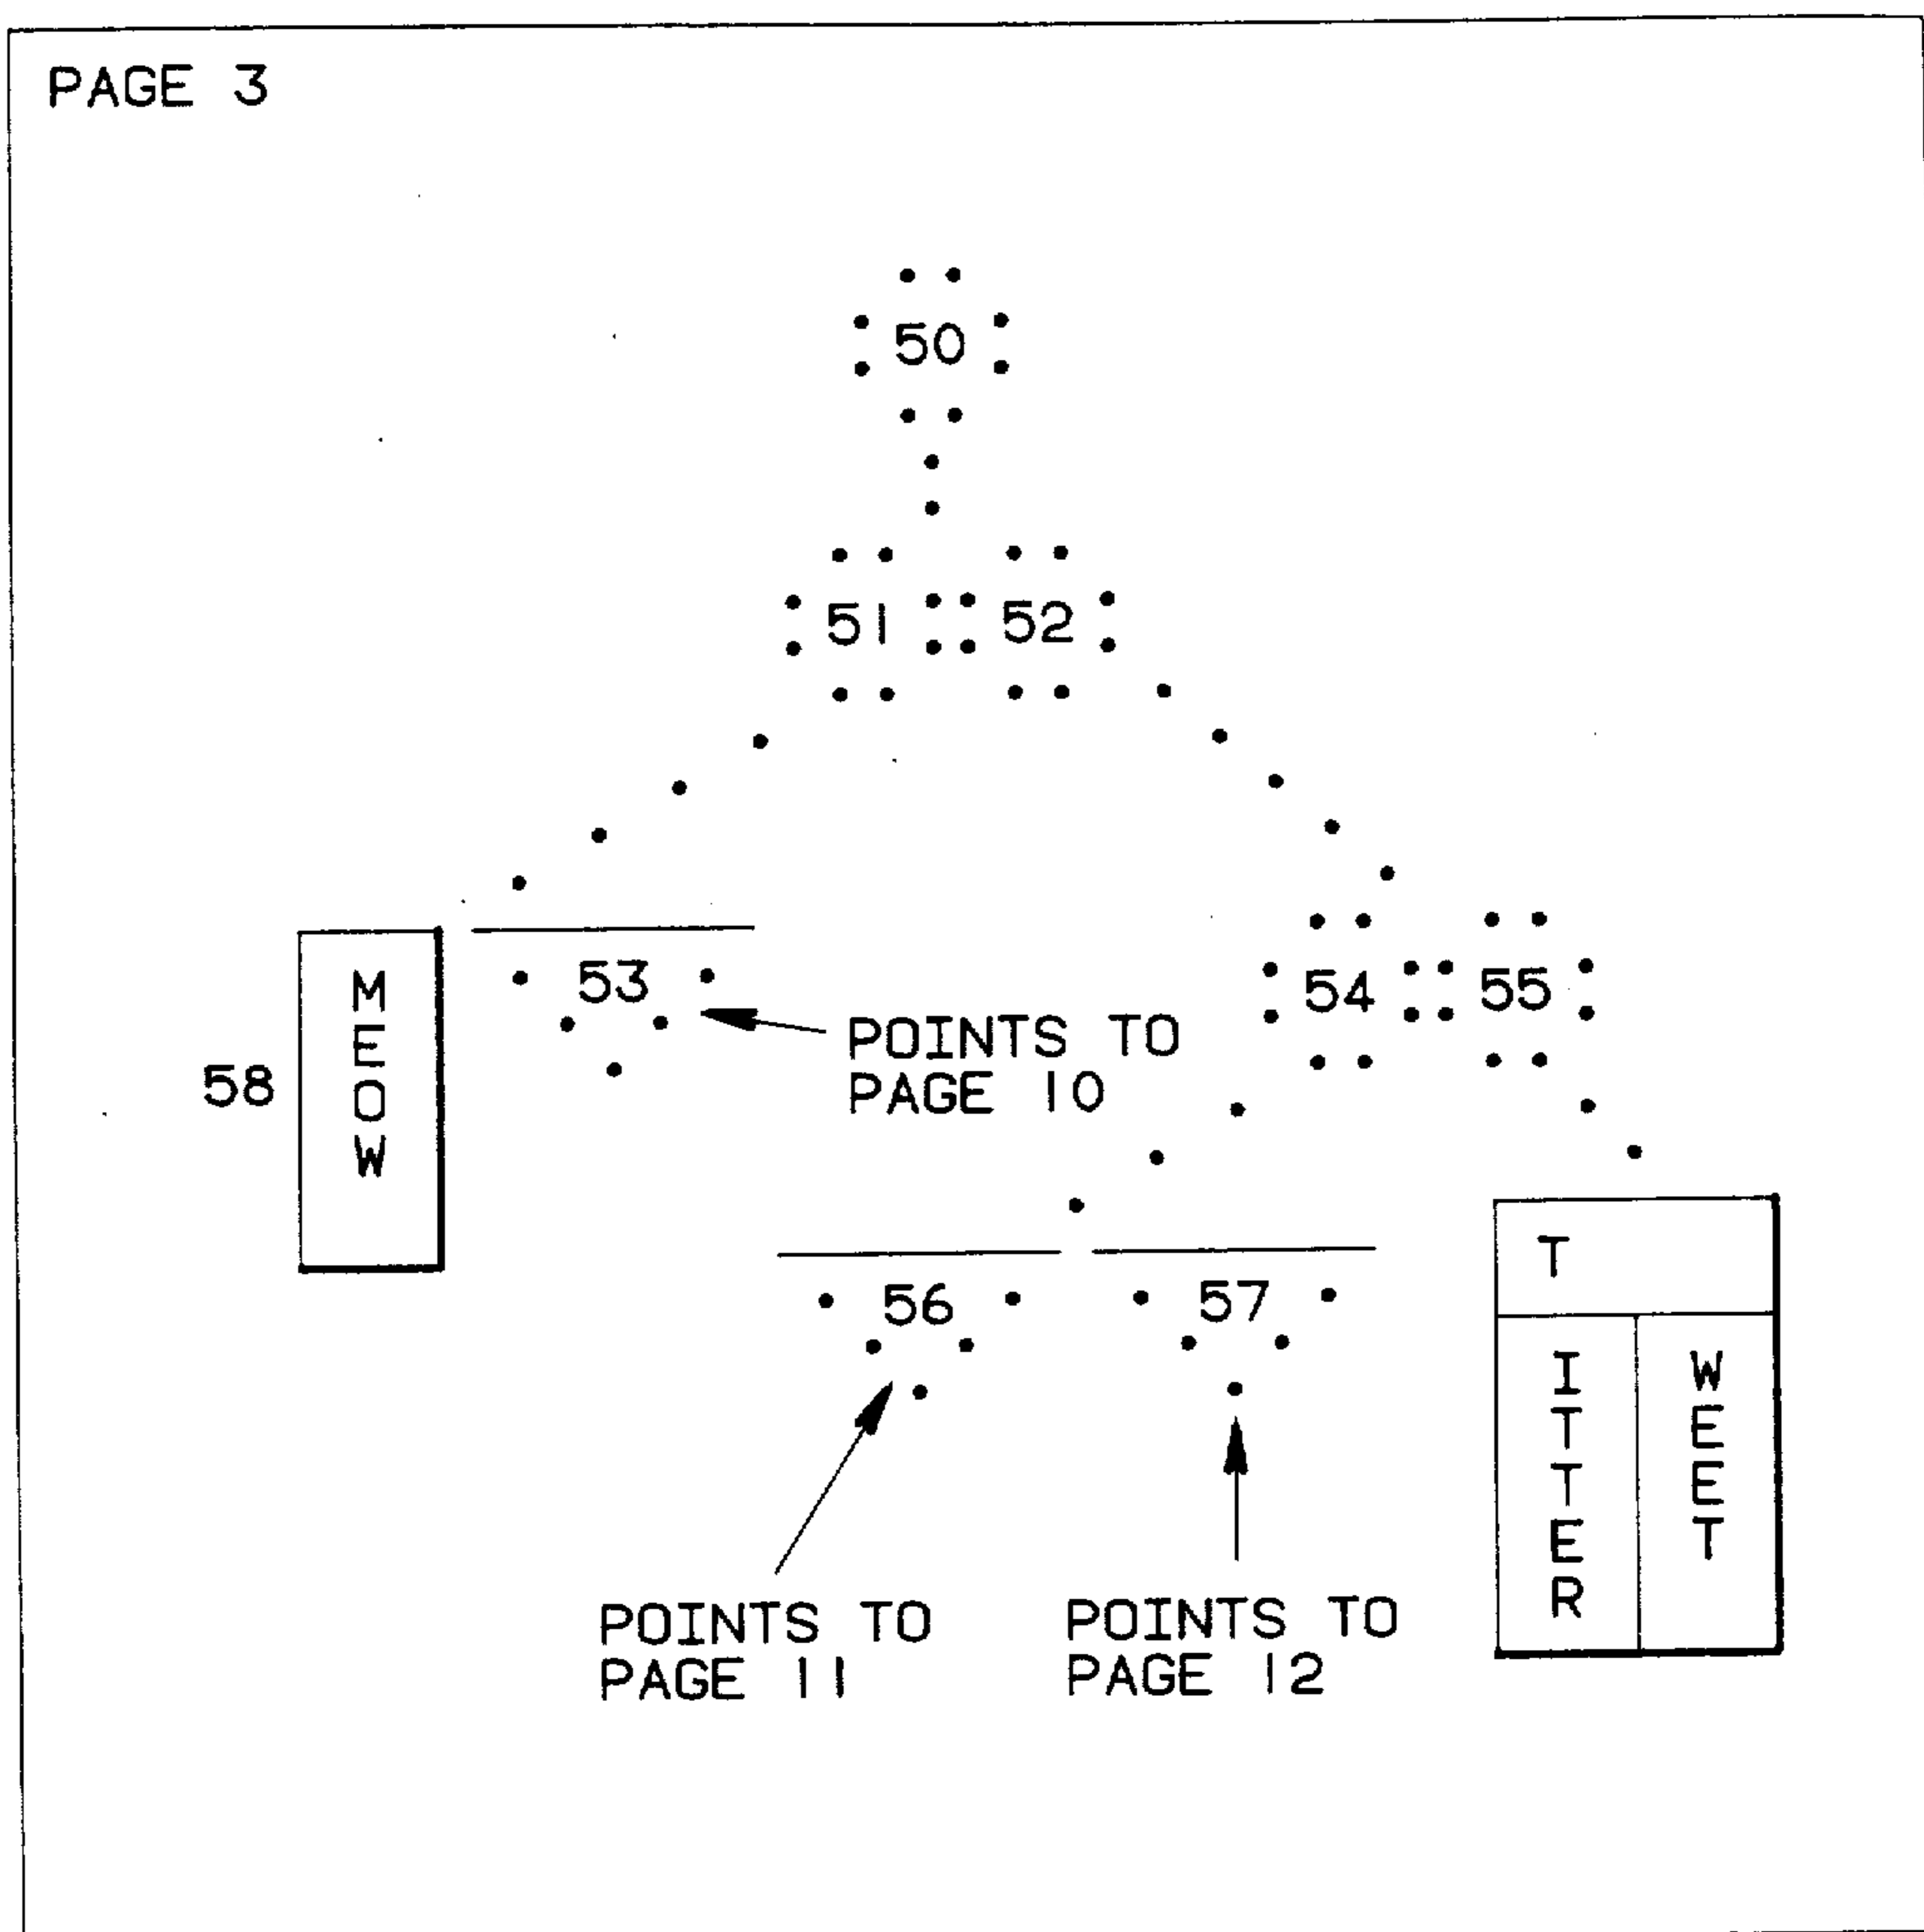 PAGE 3
50
51 52
53
54 55
MEOW
58
POINTS TO
PAGE 10
56
57
T
ITTER
WEET
POINTS TO
PAGE 11
POINTS TO
PAGE 12